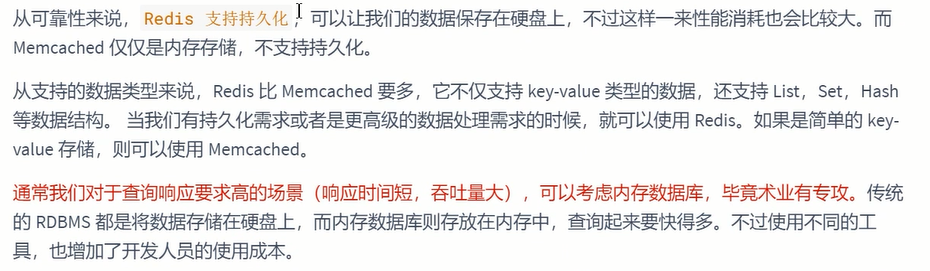 从可靠性来说， Redis 支持持久化 ，可以让我们的数据保存在硬盘上，不过这样一来性能消耗也会比较大。而
Memcached 仅仅是内存存储，不支持持久化。
从支持的数据类型来说，Redis 比 Memcached 要多，它不仅支持 key-value 类型的数据，还支持 List，Set，Hash
等数据结构。 当我们有持久化需求或者是更高级的数据处理需求的时候，就可以使用 Redis。如果是简单的 key-
value 存储，则可以使用 Memcached。
通常我们对于查询响应要求高的场景（响应时间短，吞吐量大），可以考虑内存数据库，毕竟术业有专攻。传统
的 RDBMS 都是将数据存储在硬盘上，而内存数据库则存放在内存中，查询起来要快得多。不过使用不同的工
具，也增加了开发人员的使用成本。